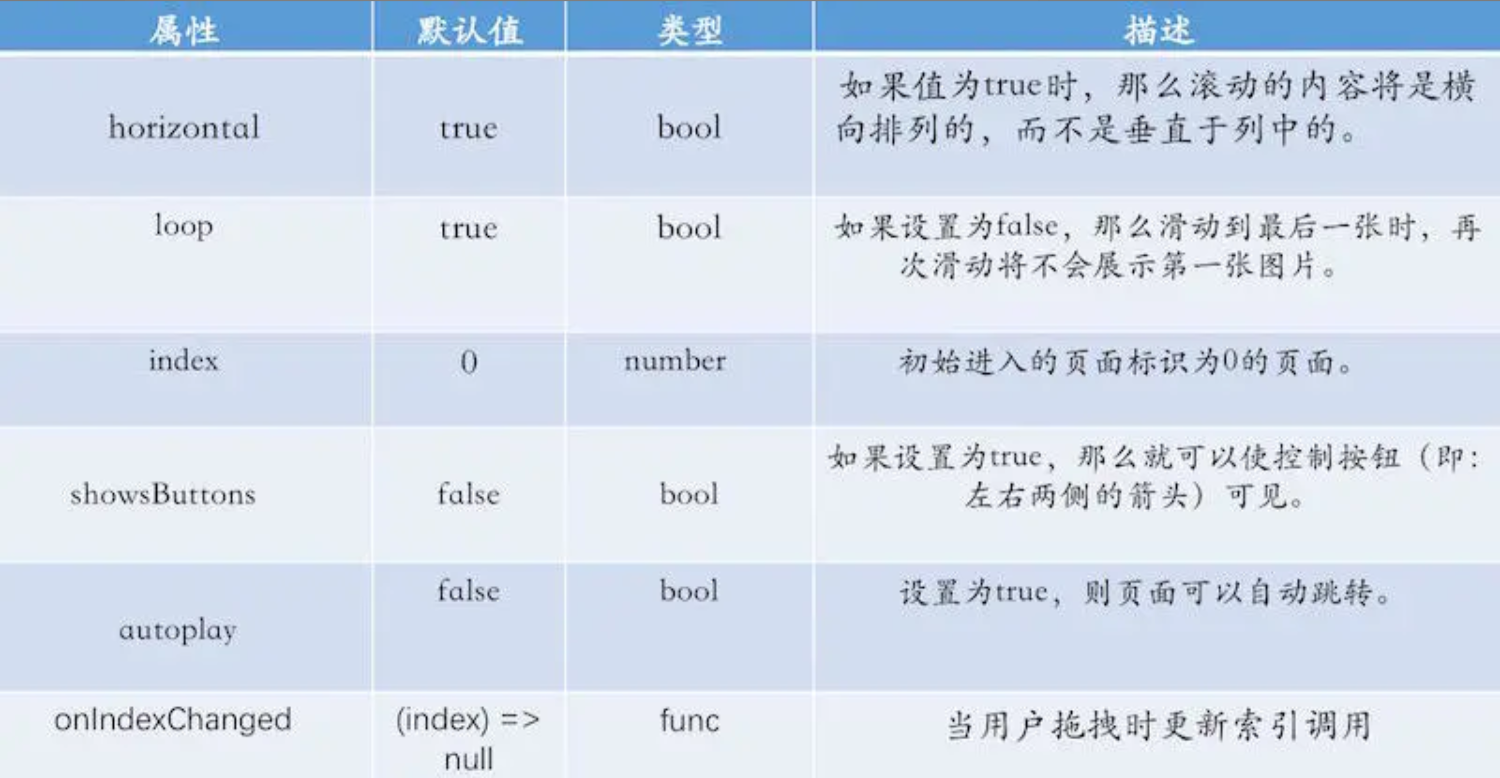 属性 默认值 类型 描述
horizontal true bool 如果值为true时，那么滚动的内容将是横
向排列的，而不是垂直于列中的。
loop true bool 如果设置为false，那么滑动到最后一张时，再
次滑动将不会展示第一张图片。
index 0 number 初始进入的页面标识为0的页面。
showsButtons false bool 如果设置为true，那么就可以使控制按钮（即：
左右两侧的箭头）可见。
autoplay false bool 设置为true，则页面可以自动跳转。
onIndexChanged (index) => func 当用户拖拽时更新索引调用
null